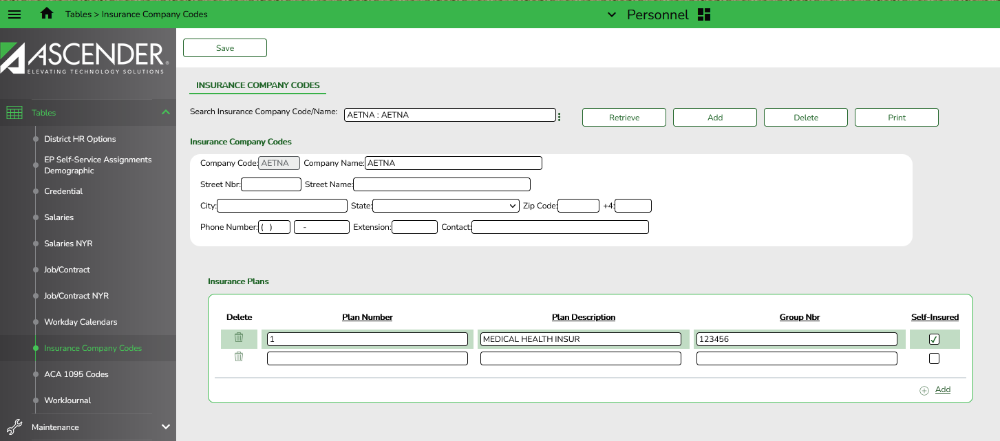 Tables > Insurance Company Codes
Personnel
ASCENDER®
ELEVATING TECHNOLOGY SOLUTIONS
Tables
District HR Options
EP Self-Service Assignments
Demographic
Credential
Salaries
Salaries NYR
Job/Contract
Job/Contract NYR
Workday Calendars
Insurance Company Codes
ACA 1095 Codes
WorkJournal
Maintenance
Save
INSURANCE COMPANY CODES
Search Insurance Company Code/Name: AETNA : AETNA Retrieve Add Delete Print
Insurance Company Codes
Company Code: AETNA Company Name: AETNA
Street Nbr: Street Name:
City: State: Zip Code: +4:
Phone Number: ( ) - Extension: Contact:
Insurance Plans
Delete Plan Number Plan Description Group Nbr Self-Insured
1 MEDICAL HEALTH INSUR 123456
Add